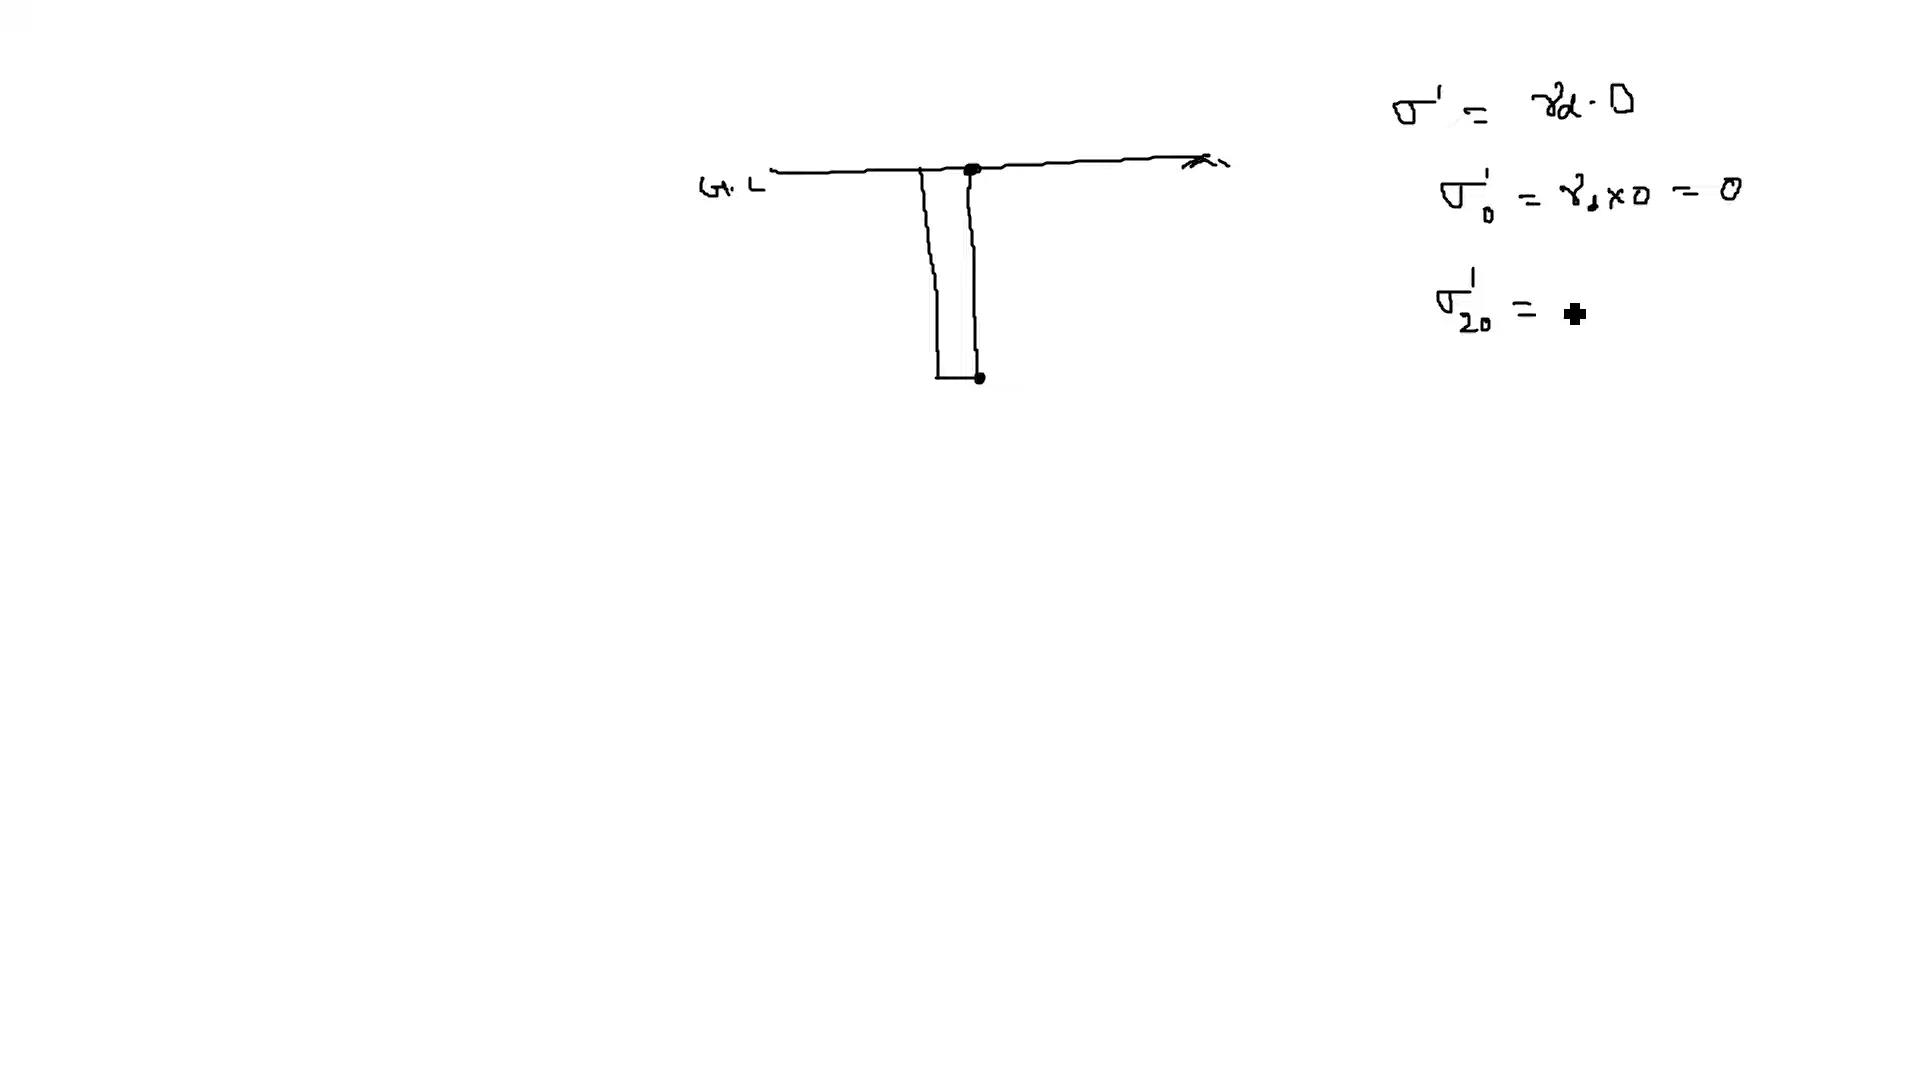 σ' = γd · D
G.L
σ'₀ = γd × 0 = 0
σ'₂₀ =